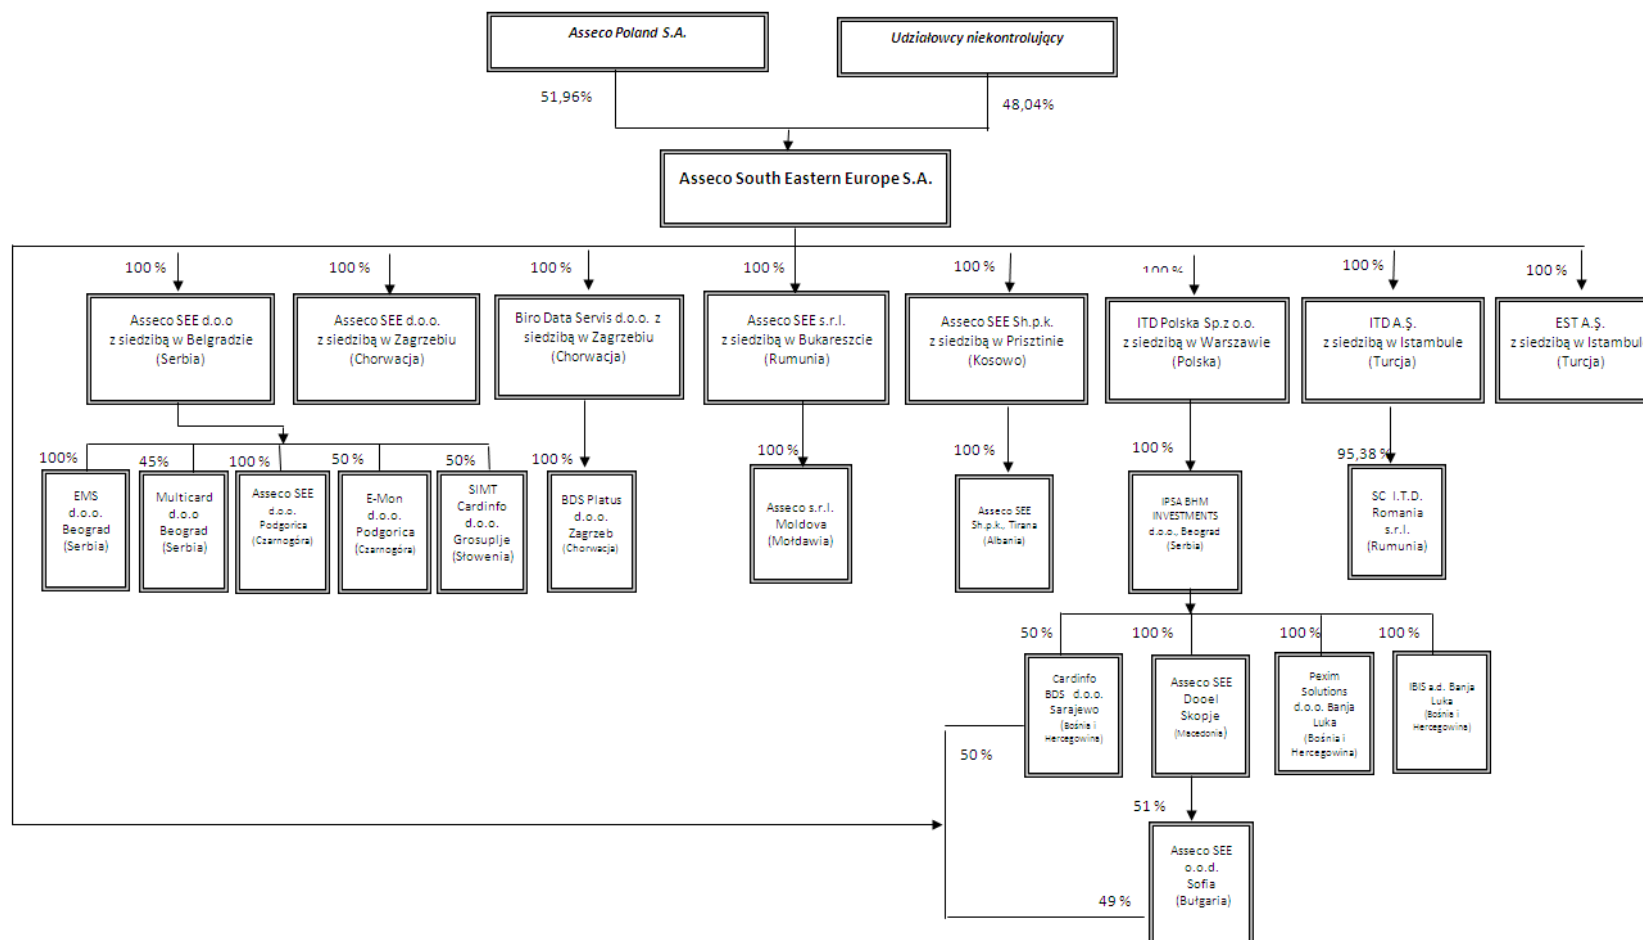 Asseco Poland S.A.
Udziałowcy niekontrolujący
51,96%
48,04%
Asseco South Eastern Europe S.A.
100 %
100 %
100 %
100 %
100 %
100 %
100 %
100 %
Asseco SEE d.o.o
z siedzibą w Belgradzie
(Serbia)
Asseco SEE d.o.o.
z siedzibą w Zagrzebiu
(Chorwacja)
Biro Data Servis d.o.o. z
siedzibą w Zagrzebiu
(Chorwacja)
Asseco SEE s.r.l.
z siedzibą w Bukareszcie
(Rumunia)
Asseco SEE Sh.p.k.
z siedzibą w Prisztinie
(Kosowo)
ITD Polska Sp.z o.o.
z siedzibą w Warszawie
(Polska)
ITD A.Ş.
z siedzibą w Istambule
(Turcja)
EST A.Ş.
z siedzibą w Istambul
(Turcja)
100%
45%
100 %
50 %
50%
100 %
100 %
100 %
100 %
95,38 %
EMS
d.o.o.
Beograd
(Serbia)
Multicard
d.o.o
Beograd
(Serbia)
Asseco SEE
d.o.o.
Podgorica
(Czarnogóra)
E-Mon
d.o.o.
Podgorica
(Czarnogóra)
SIMT
Cardinfo
d.o.o.
Grosuplje
(Słowenia)
BDS Platus
d.o.o.
Zagrzeb
(Chorwacja)
Asseco s.r.l.
Moldova
(Mołdawia)
Asseco SEE
Sh.p.k., Tirana
(Albania)
IPSA BHM
INVESTMENTS
d.o.o., Beograd
(Serbia)
SC I.T.D.
Romania
s.r.l.
(Rumunia)
50 %
100 %
100 %
100 %
Cardinfo
BDS d.o.o.
Sarajewo
(Bośnia i
Hercegowina)
Asseco SEE
Dooel
Skopje
(Macedonia)
Pexim
Solutions
d.o.o. Banja
Luka
(Bośnia i
Hercegowina)
IBIS a.d. Banja
Luka
(Bośnia i
Hercegowina)
50 %
51 %
Asseco SEE
o.o.d.
Sofia
(Bułgaria)
49 %